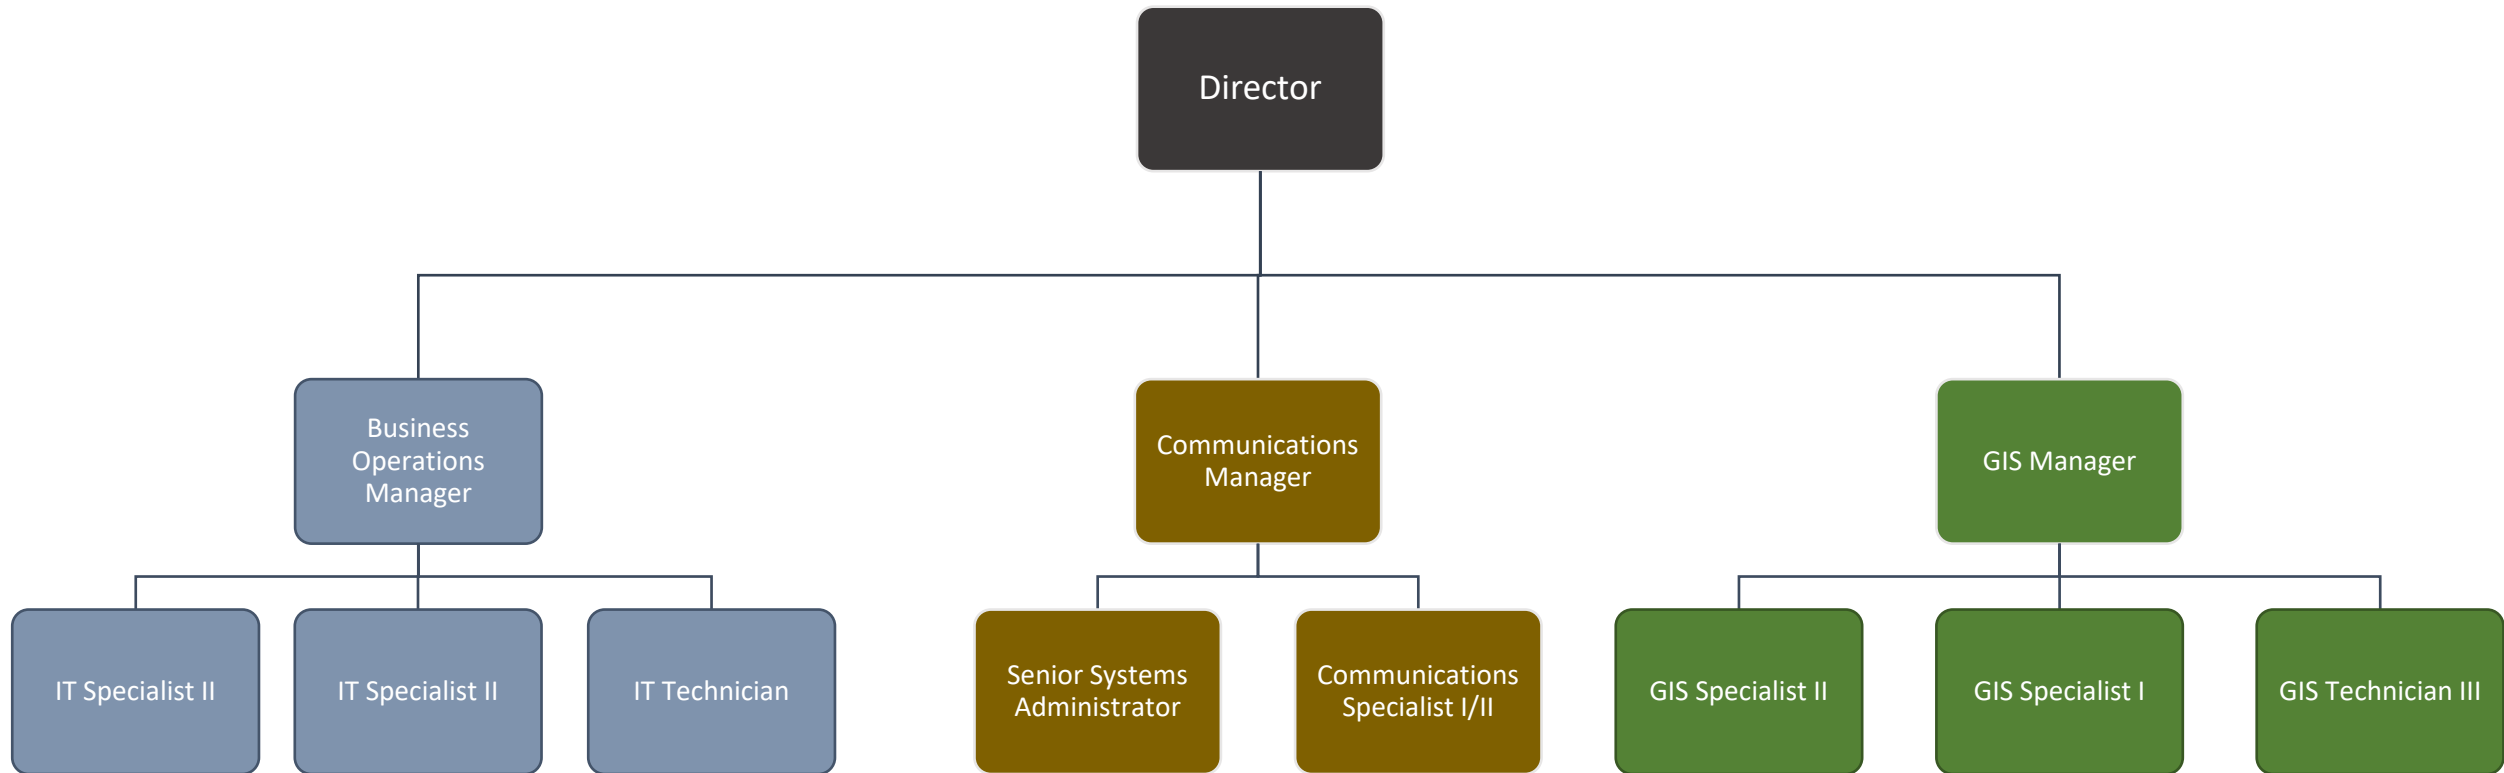 Director
Business
Operations
Manager
Communications
Manager
GIS Manager
IT Specialist II
IT Specialist II
IT Technician
Senior Systems
Administrator
Communications
Specialist I/II
GIS Specialist II
GIS Specialist I
GIS Technician III